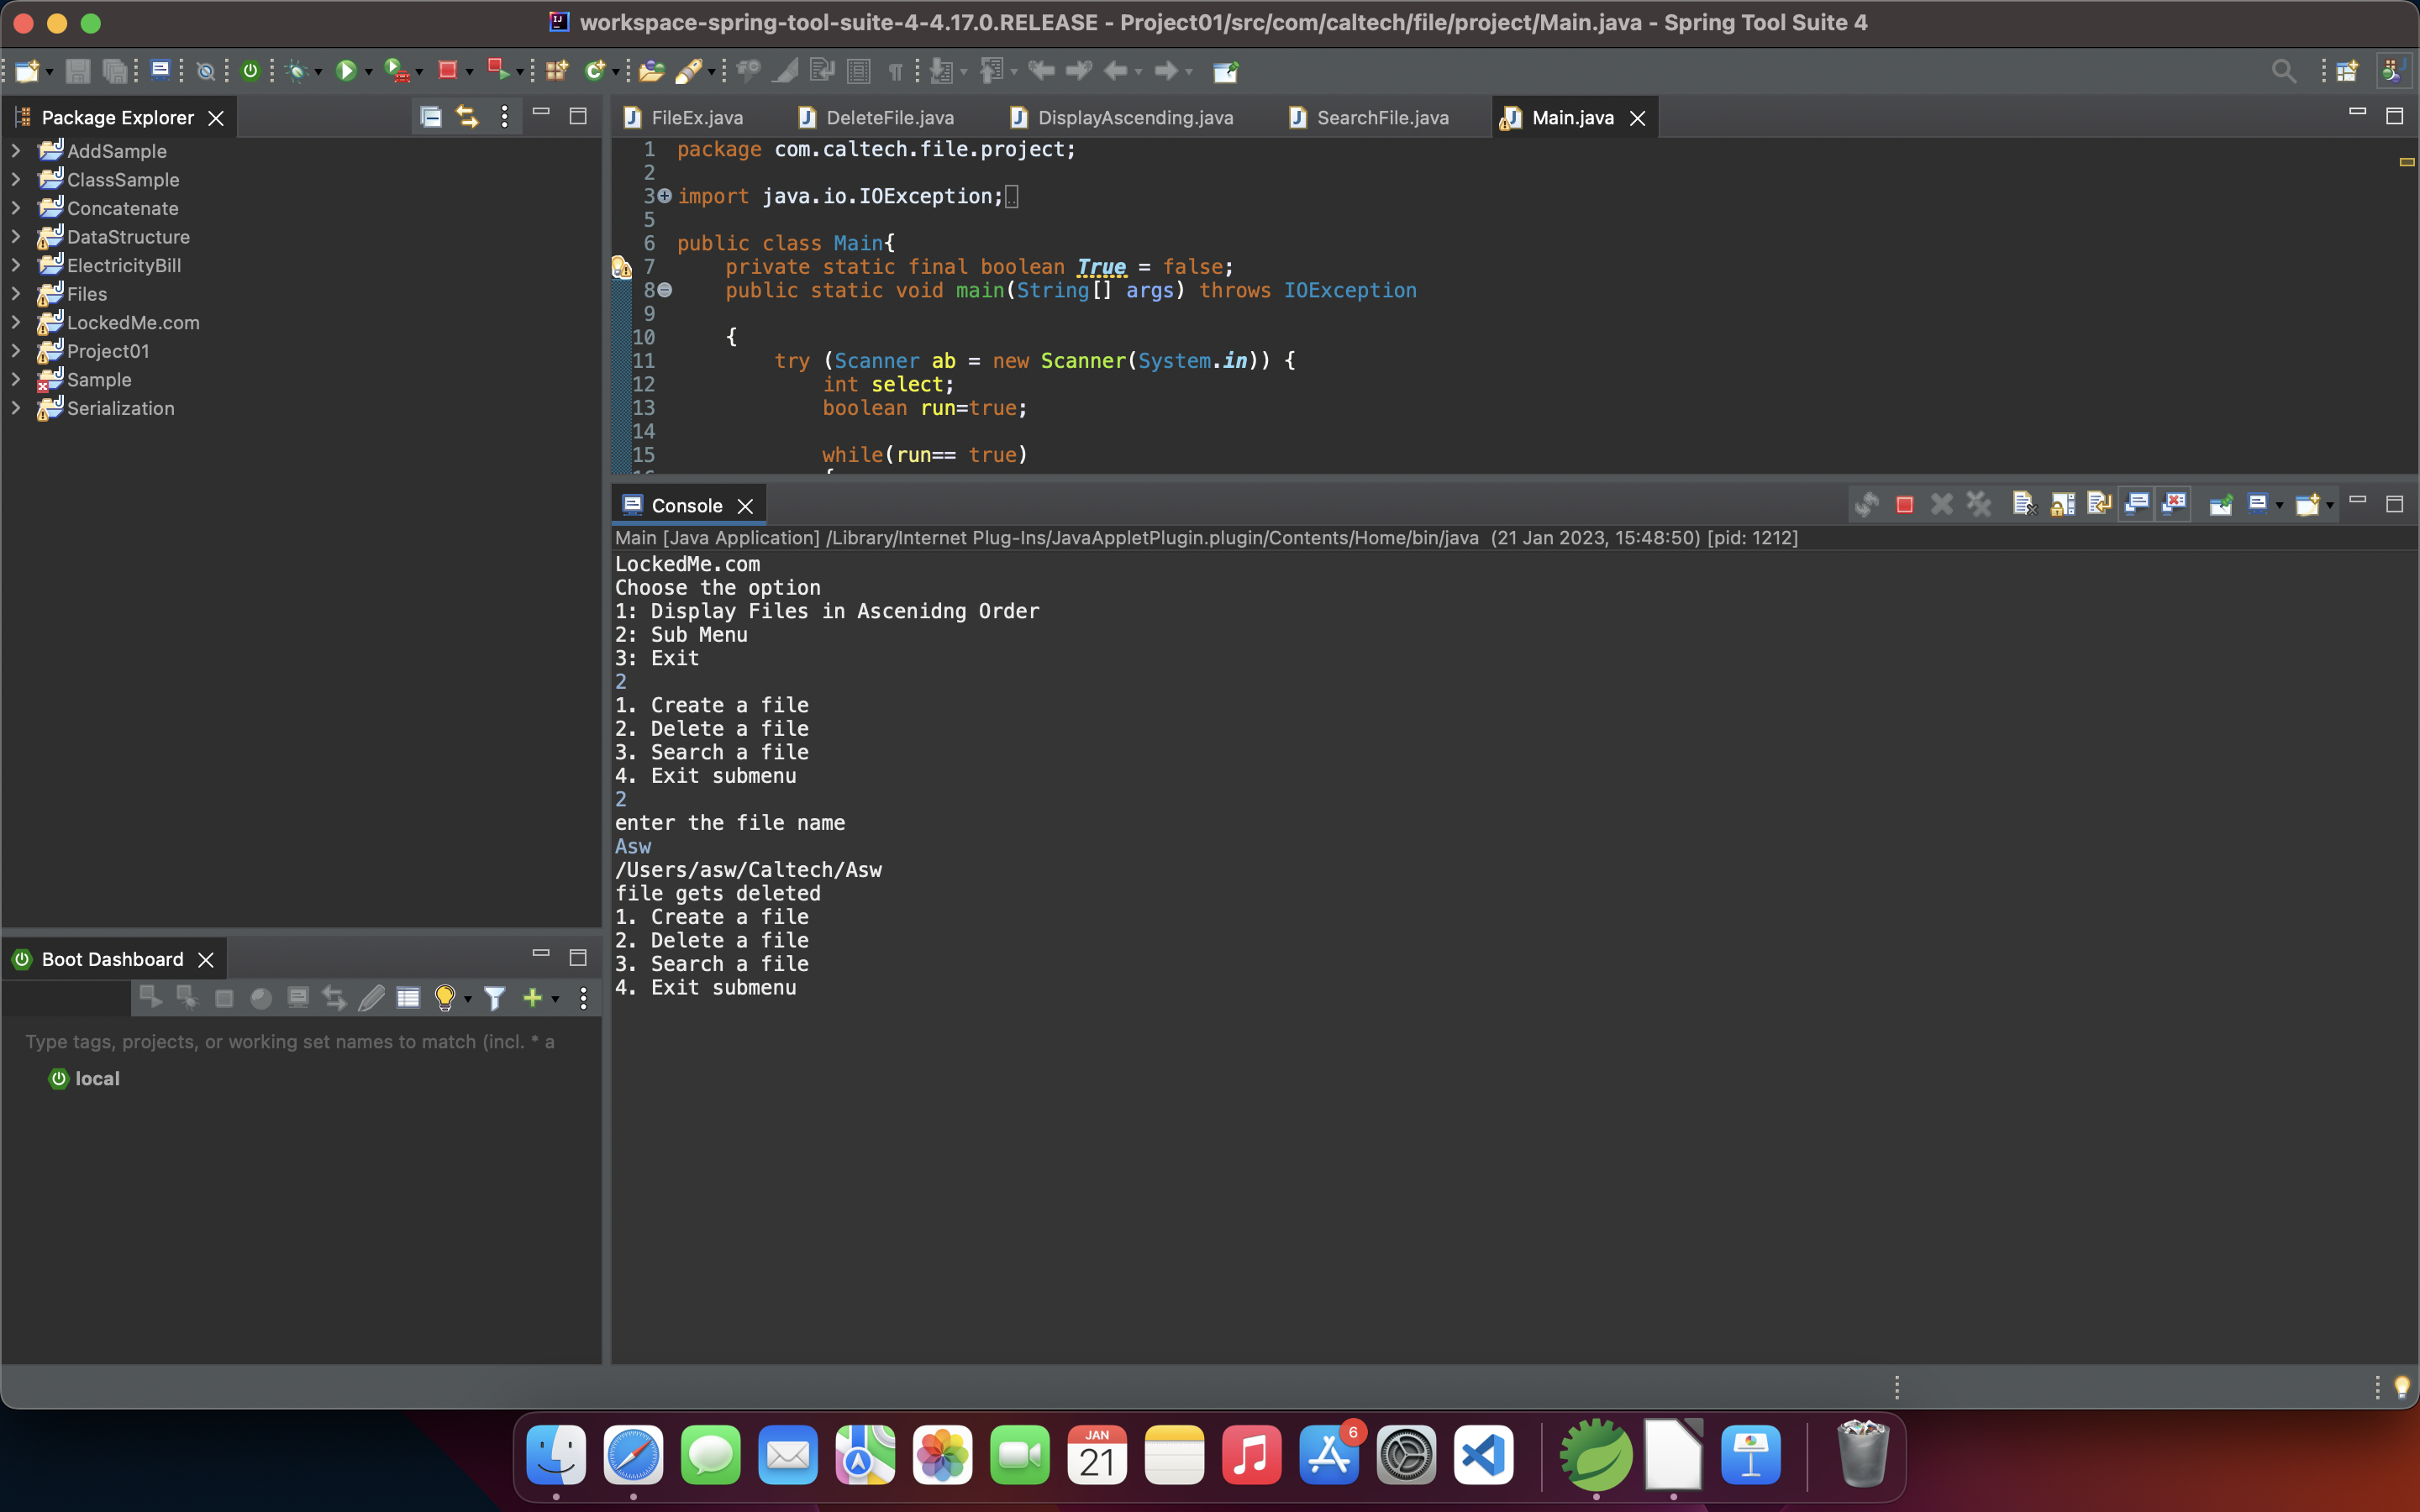 workspace-spring-tool-suite-4-4.17.0.RELEASE - Project01/src/com/caltech/file/project/Main.java - Spring Tool Suite 4
Package Explorer
AddSample
ClassSample
Concatenate
DataStructure
ElectricityBill
Files
LockedMe.com
Project01
Sample
Serialization
Boot Dashboard
Type tags, projects, or working set names to match (incl. * a
local
FileEx.java
DeleteFile.java
DisplayAscending.java
SearchFile.java
Main.java
1 package com.caltech.file.project;
2
3 import java.io.IOException;
5
6 public class Main{
7 private static final boolean True = false;
8 public static void main(String[] args) throws IOException
9
10 {
11 try (Scanner ab = new Scanner(System.in)) {
12 int select;
13 boolean run=true;
14
15 while(run== true)
Console
Main [Java Application] /Library/Internet Plug-Ins/JavaAppletPlugin.plugin/Contents/Home/bin/java (21 Jan 2023, 15:48:50) [pid: 1212]
LockedMe.com
Choose the option
1: Display Files in Ascenidng Order
2: Sub Menu
3: Exit
2
1. Create a file
2. Delete a file
3. Search a file
4. Exit submenu
2
enter the file name
Asw
/Users/asw/Caltech/Asw
file gets deleted
1. Create a file
2. Delete a file
3. Search a file
4. Exit submenu
JAN
21
6